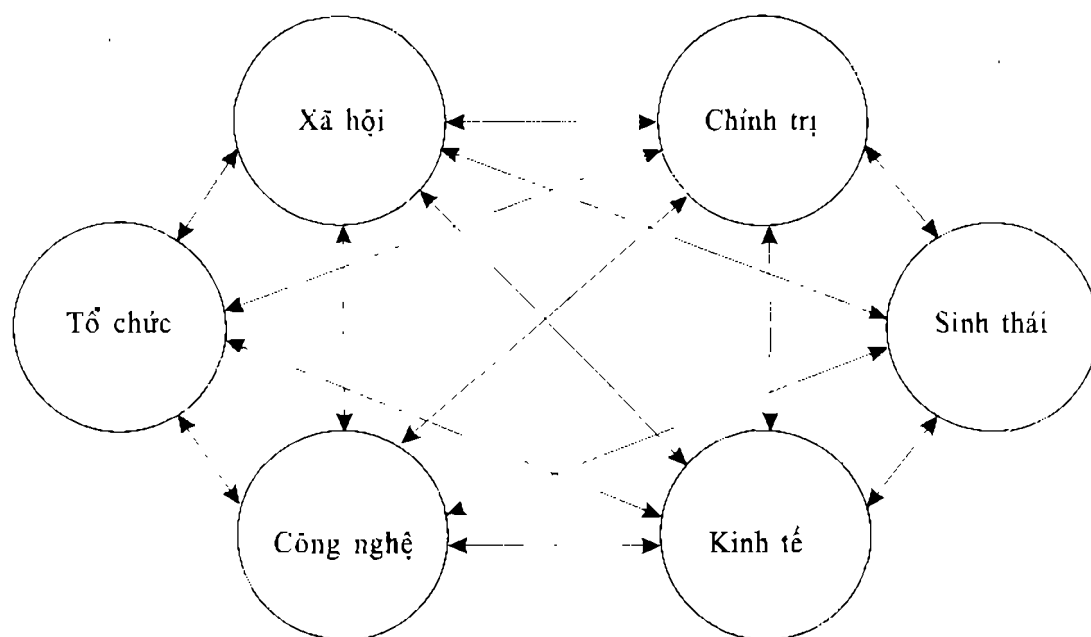 Xã hội
Chính trị
Tổ chức
Sinh thái
Công nghệ
Kinh tế